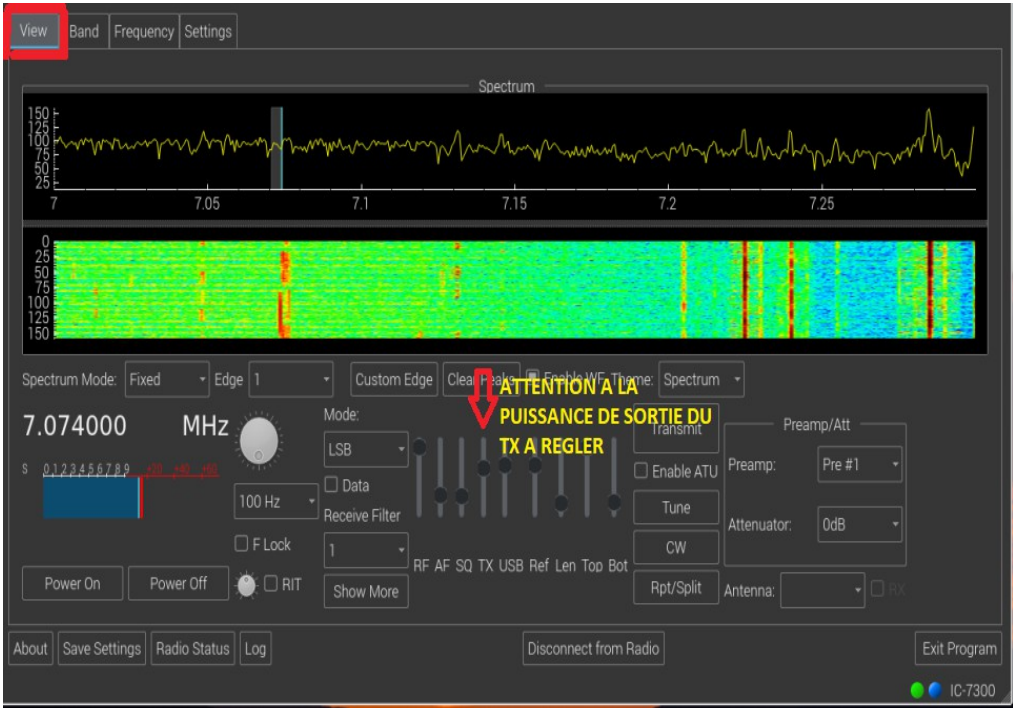 View Band Frequency Settings
Spectrum
150
125
100
75
50
25
7 7.05 7.1 7.15 7.2 7.25
0
25
50
75
100
125
150
Spectrum Mode: Fixed Edge 1 Custom Edge Clear Peaks Enable WF Theme: Spectrum
ATTENTION A LA
PUISSANCE DE SORTIE DU
TX A REGLER
7.074000 MHz
Mode:
Transmit
Preamp/Att
LSB
S 0 1 2 3 4 5 6 7 8 9 +20 +40 +60
Enable ATU
Preamp: Pre #1
Data
100 Hz
Receive Filter
Tune
Attenuator: 0dB
F Lock
1
CW
RF AF SQ TX USB Ref Len Top Bot
Power On Power Off RIT Show More Rpt/Split Antenna: RX
About Save Settings Radio Status Log Disconnect from Radio Exit Program
IC-7300